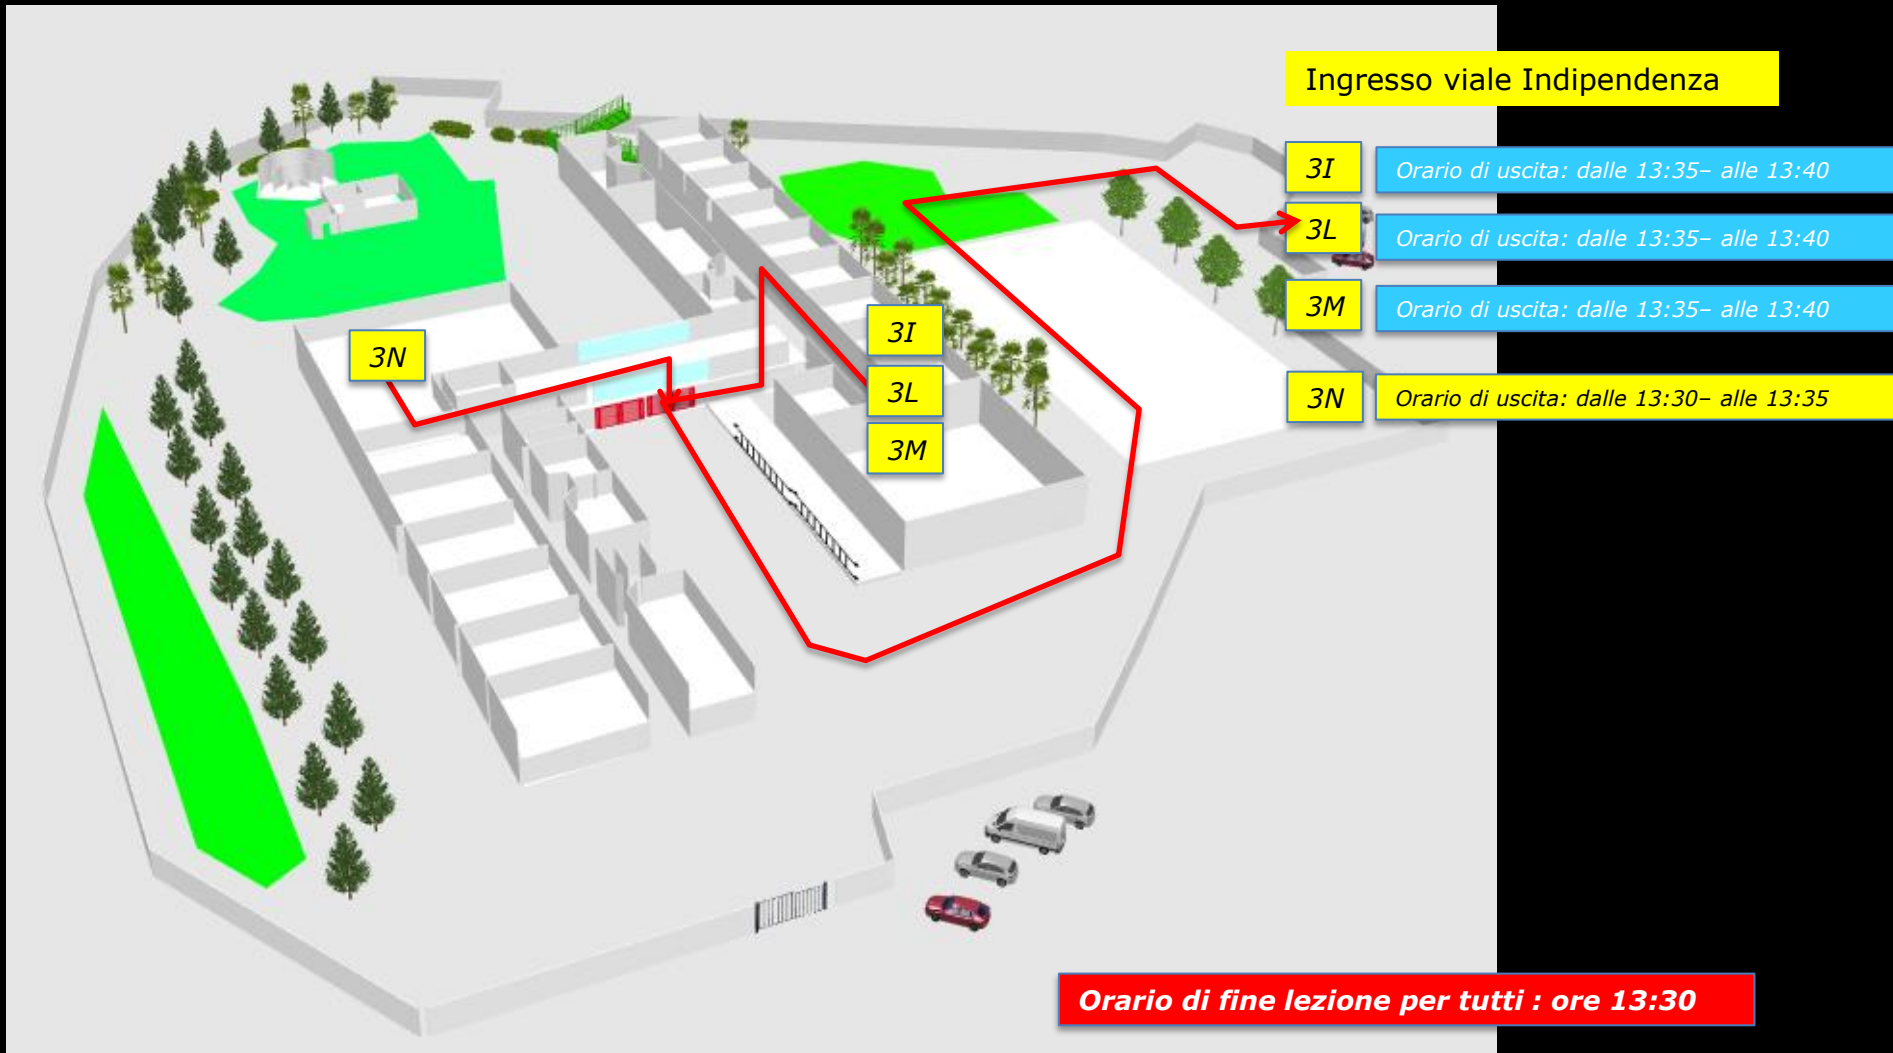 Ingresso viale Indipendenza
3I Orario di uscita: dalle 13:35– alle 13:40
3L Orario di uscita: dalle 13:35– alle 13:40
3M Orario di uscita: dalle 13:35– alle 13:40
3N Orario di uscita: dalle 13:30– alle 13:35
3N
3I
3L
3M
Orario di fine lezione per tutti : ore 13:30